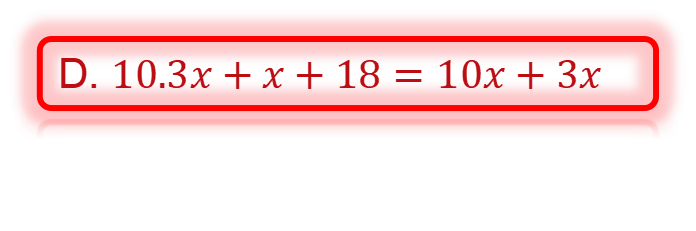 D. 10.3𝑥 + 𝑥 + 18 = 10𝑥 + 3𝑥